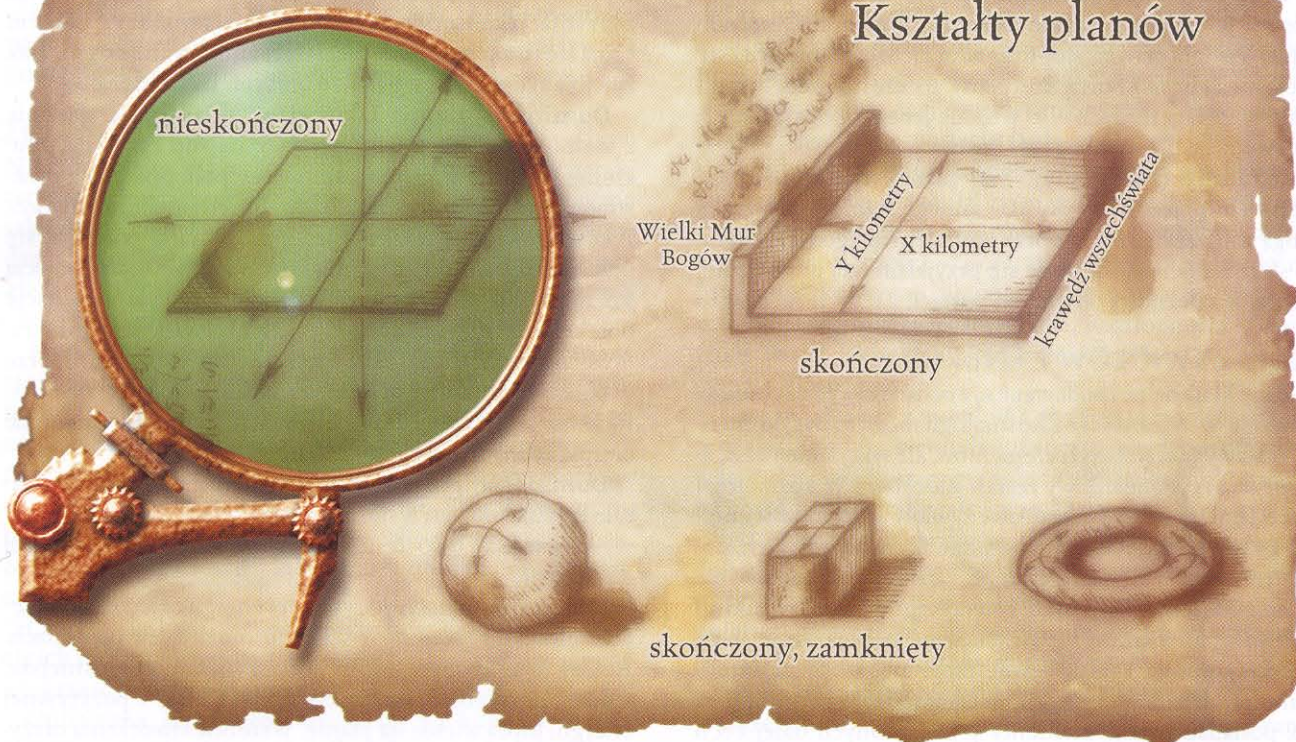 Kształty planów
nieskończony
Wielki Mur
Bogów
Y kilometry
X kilometry
krawędź wszechświata
skończony
skończony, zamknięty